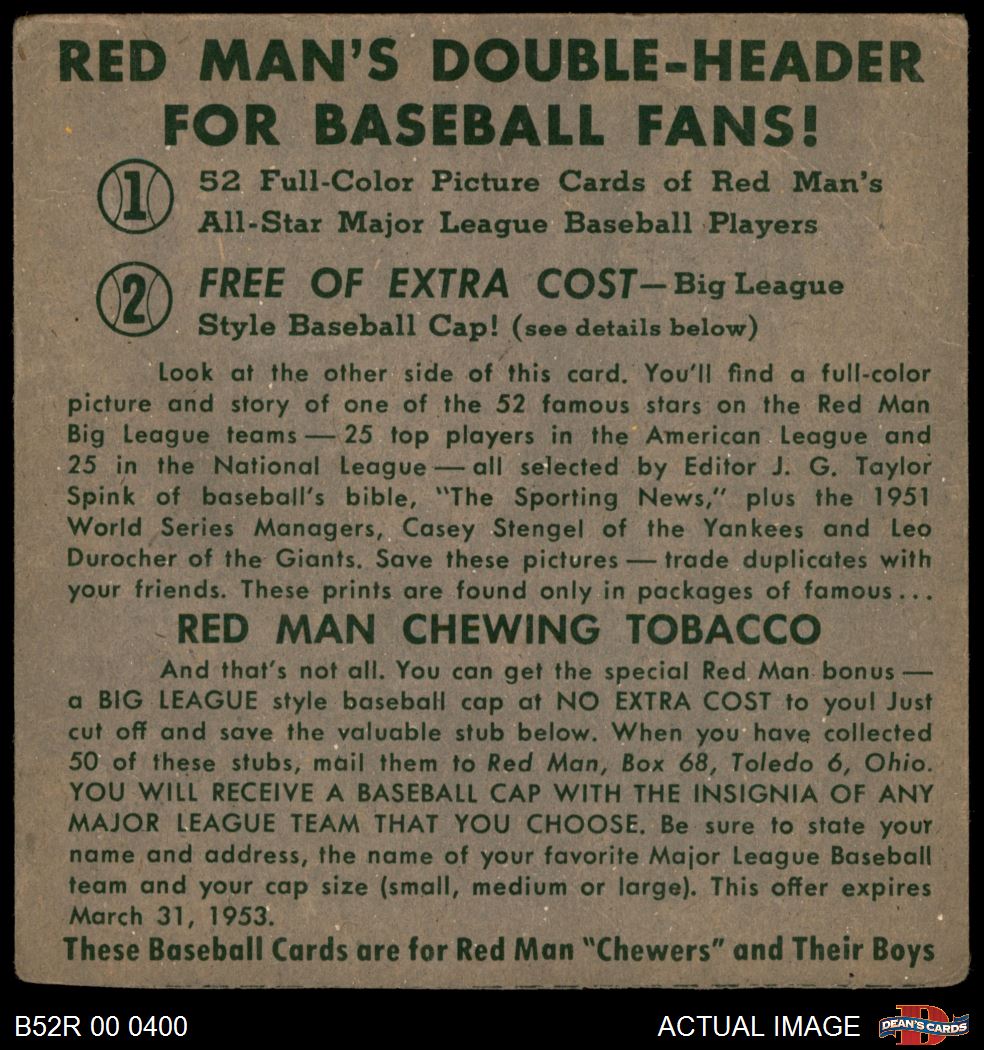 RED MAN'S DOUBLE-HEADER
FOR BASEBALL FANS!
1 52 Full-Color Picture Cards of Red Man's
All-Star Major League Baseball Players
2 FREE OF EXTRA COST—Big League
Style Baseball Cap! (see details below)
Look at the other side of this card. You'll find a full-color
picture and story of one of the 52 famous stars on the Red Man
Big League teams — 25 top players in the American League and
25 in the National League — all selected by Editor J. G. Taylor
Spink of baseball's bible, "The Sporting News," plus the 1951
World Series Managers, Casey Stengel of the Yankees and Leo
Durocher of the Giants. Save these pictures — trade duplicates with
your friends. These prints are found only in packages of famous...
RED MAN CHEWING TOBACCO
And that's not all. You can get the special Red Man bonus —
a BIG LEAGUE style baseball cap at NO EXTRA COST to you! Just
cut off and save the valuable stub below. When you have collected
50 of these stubs, mail them to Red Man, Box 68, Toledo 6, Ohio.
YOU WILL RECEIVE A BASEBALL CAP WITH THE INSIGNIA OF ANY
MAJOR LEAGUE TEAM THAT YOU CHOOSE. Be sure to state your
name and address, the name of your favorite Major League Baseball
team and your cap size (small, medium or large). This offer expires
March 31, 1953.
These Baseball Cards are for Red Man "Chewers" and Their Boys
B52R 00 0400 ACTUAL IMAGE DEAN'S CARDS